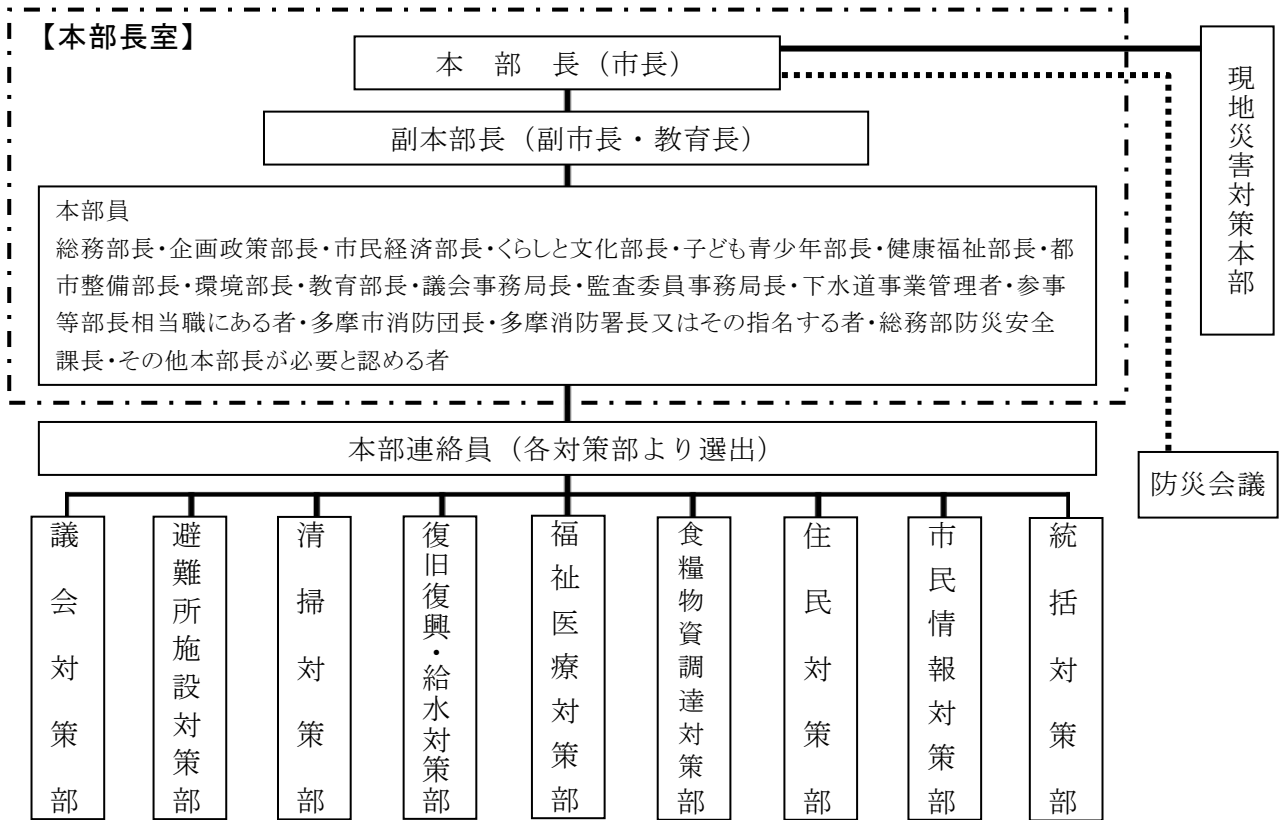 【本部長室】
本 部 長（市長）
副本部長（副市長・教育長）
本部員
総務部長・企画政策部長・市民経済部長・くらしと文化部長・子ども青少年部長・健康福祉部長・都
市整備部長・環境部長・教育部長・議会事務局長・監査委員事務局長・下水道事業管理者・参事
等部長相当職にある者・多摩市消防団長・多摩消防署長又はその指名する者・総務部防災安全
課長・その他本部長が必要と認める者
現地災害対策本部
本部連絡員（各対策部より選出）
防災会議
議会対策部
避難所施設対策部
清掃対策部
復旧復興・給水対策部
福祉医療対策部
食糧物資調達対策部
住民対策部
市民情報対策部
統括対策部